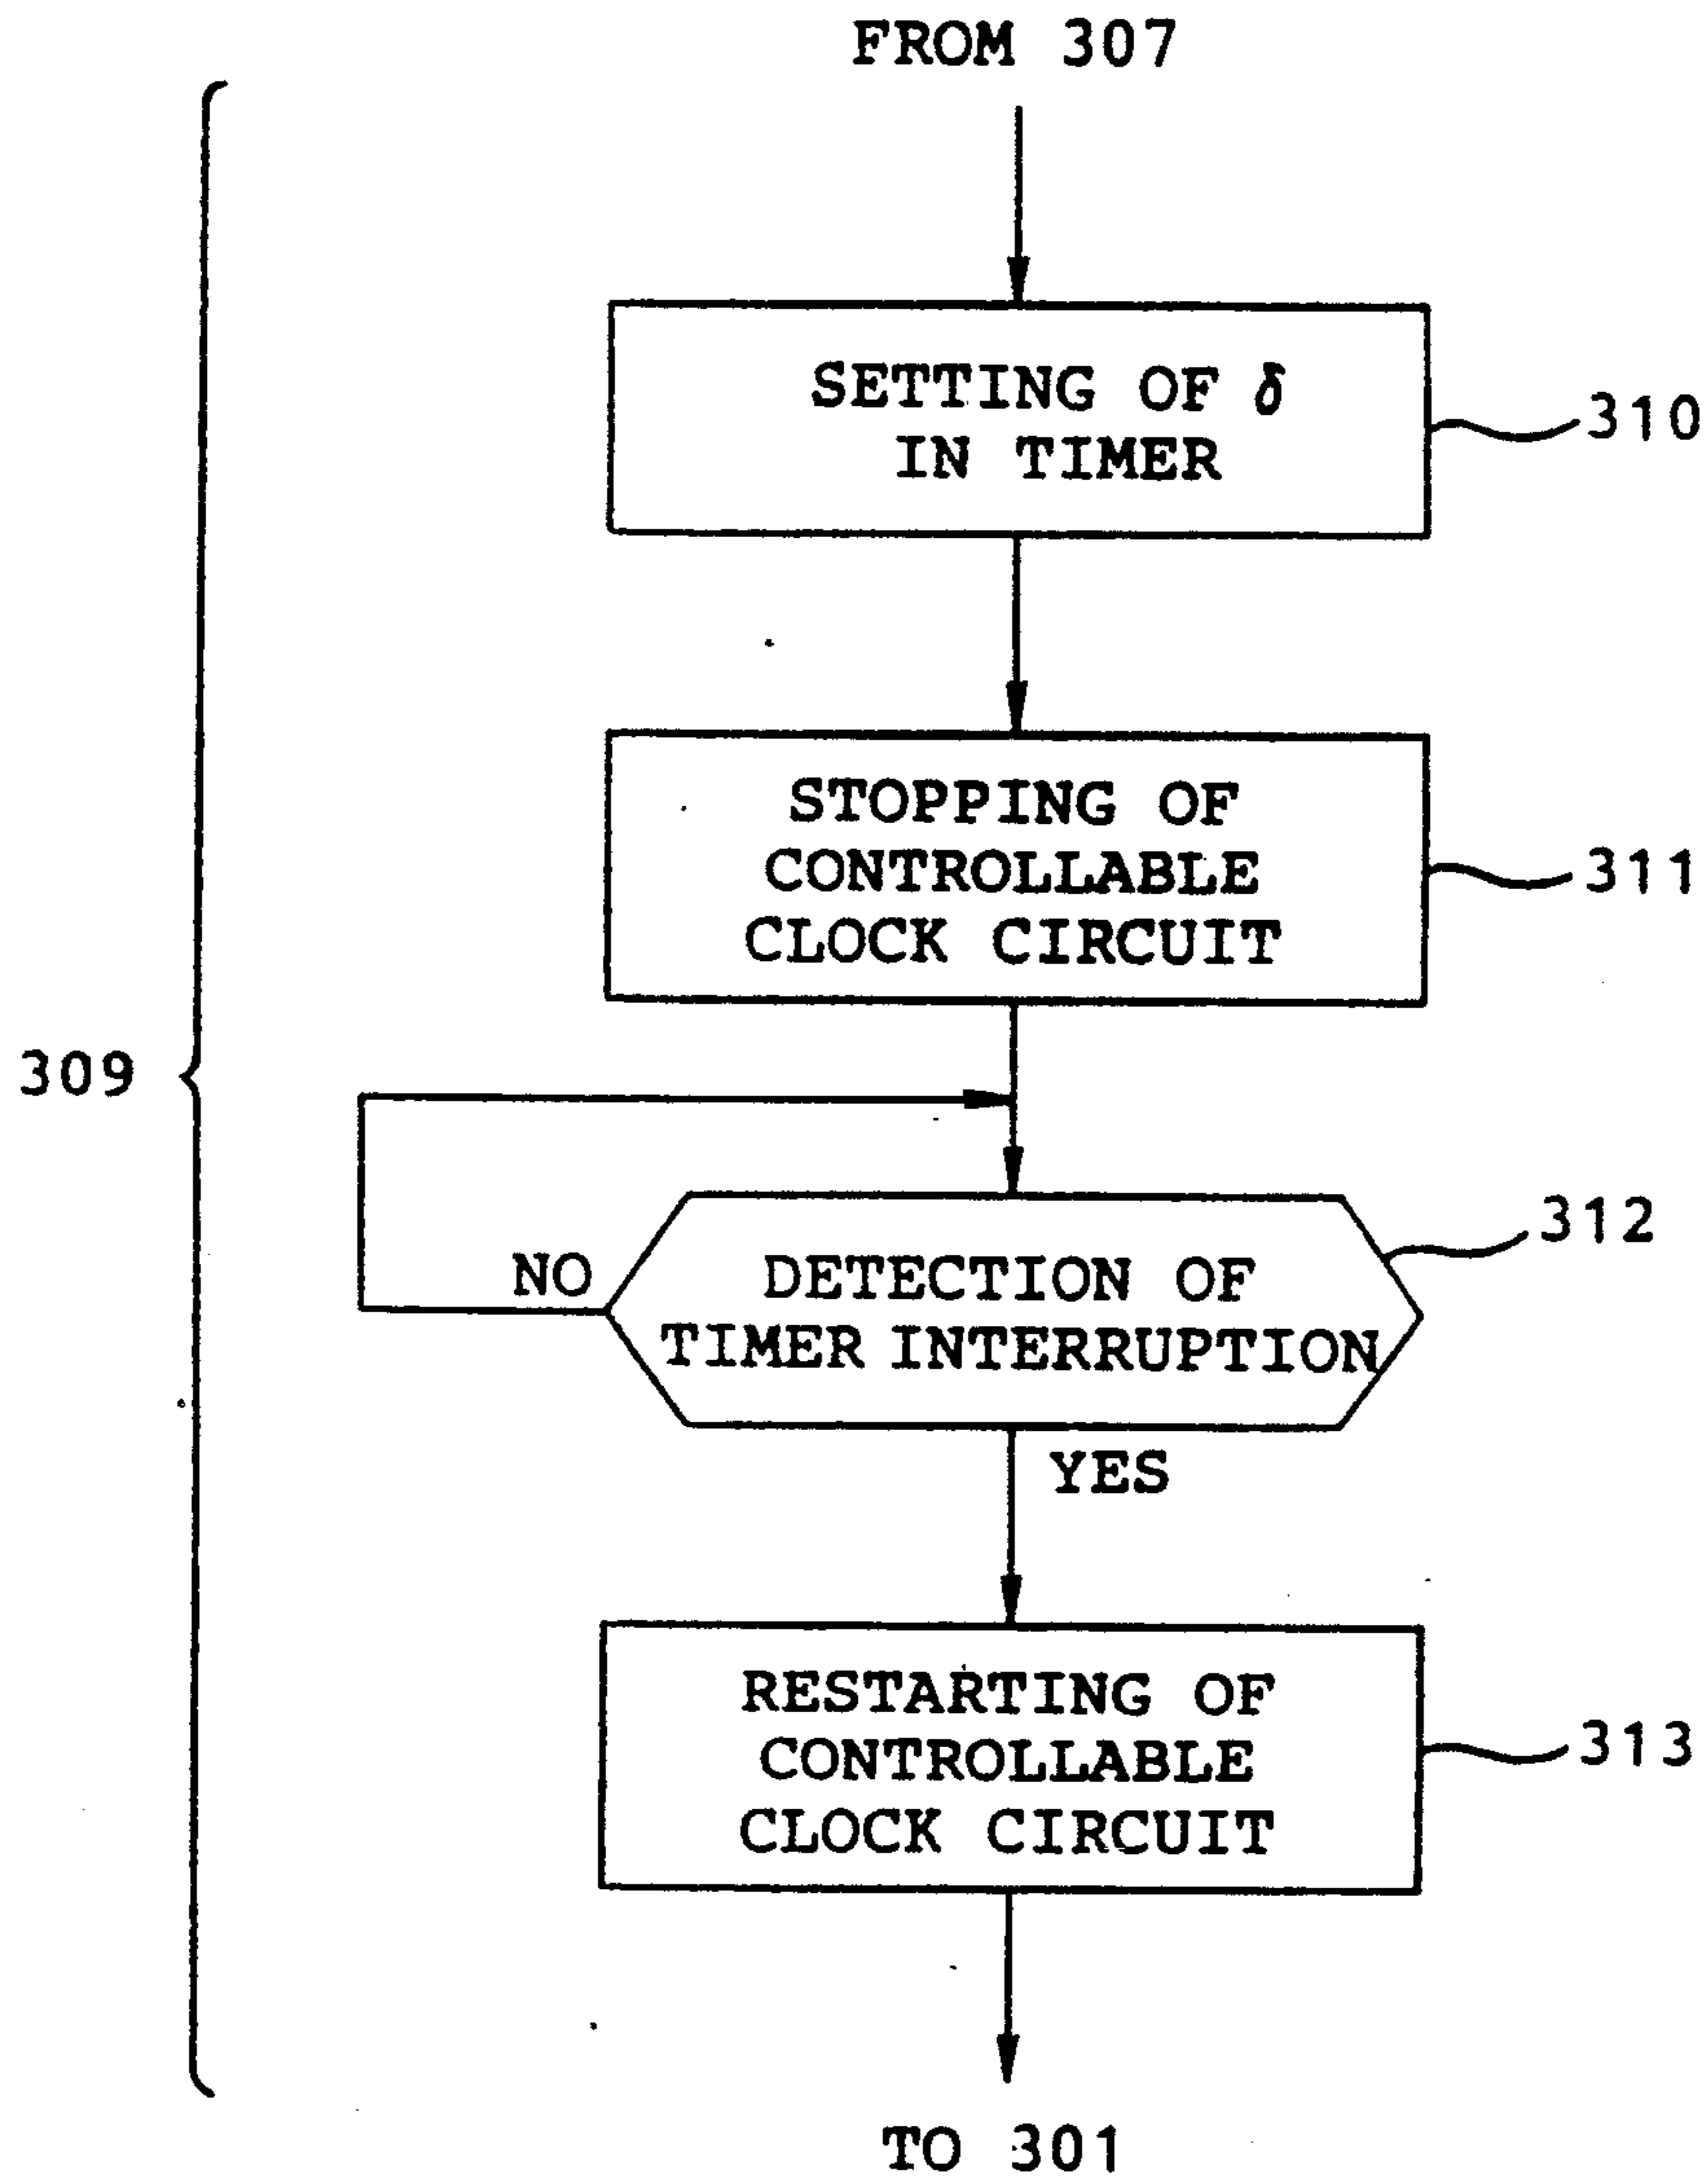 FROM 307
SETTING OF δ
IN TIMER
310
STOPPING OF
CONTROLLABLE
CLOCK CIRCUIT
311
309
NO
DETECTION OF
TIMER INTERRUPTION
312
YES
RESTARTING OF
CONTROLLABLE
CLOCK CIRCUIT
313
TO 301